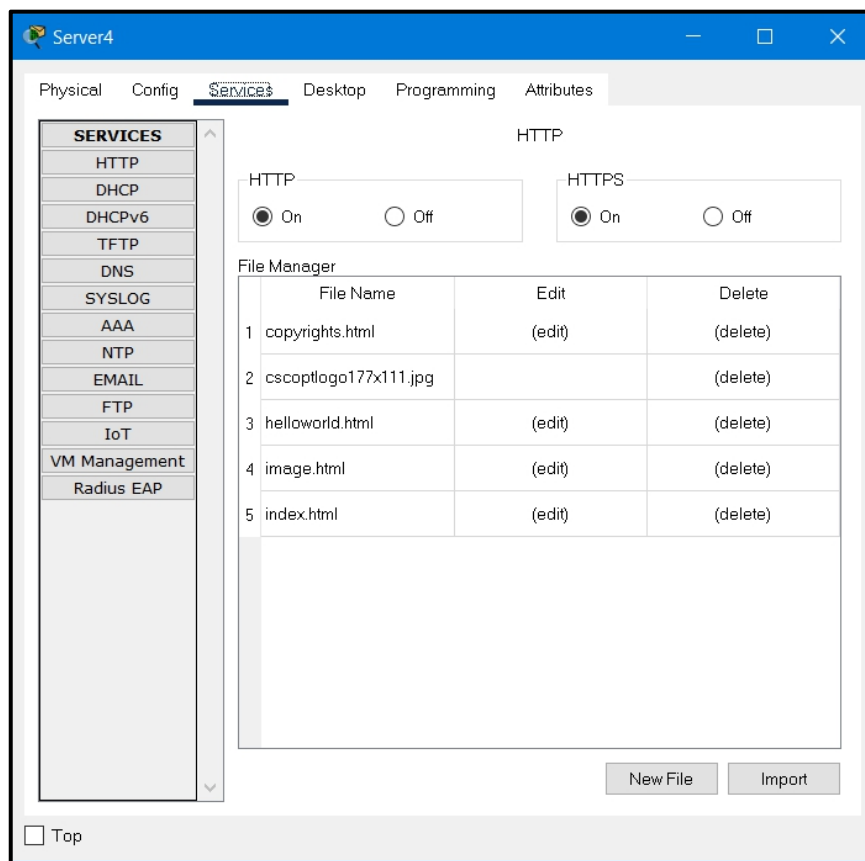 Server4
Physical Config Services Desktop Programming Attributes
SERVICES
HTTP
DHCP
DHCPv6
TFTP
DNS
SYSLOG
AAA
NTP
EMAIL
FTP
IoT
VM Management
Radius EAP
HTTP
HTTP
On Off
HTTPS
On Off
File Manager
File Name Edit Delete
1 copyrights.html (edit) (delete)
2 cscoptlogo177x111.jpg (delete)
3 helloworld.html (edit) (delete)
4 image.html (edit) (delete)
5 index.html (edit) (delete)
New File Import
Top